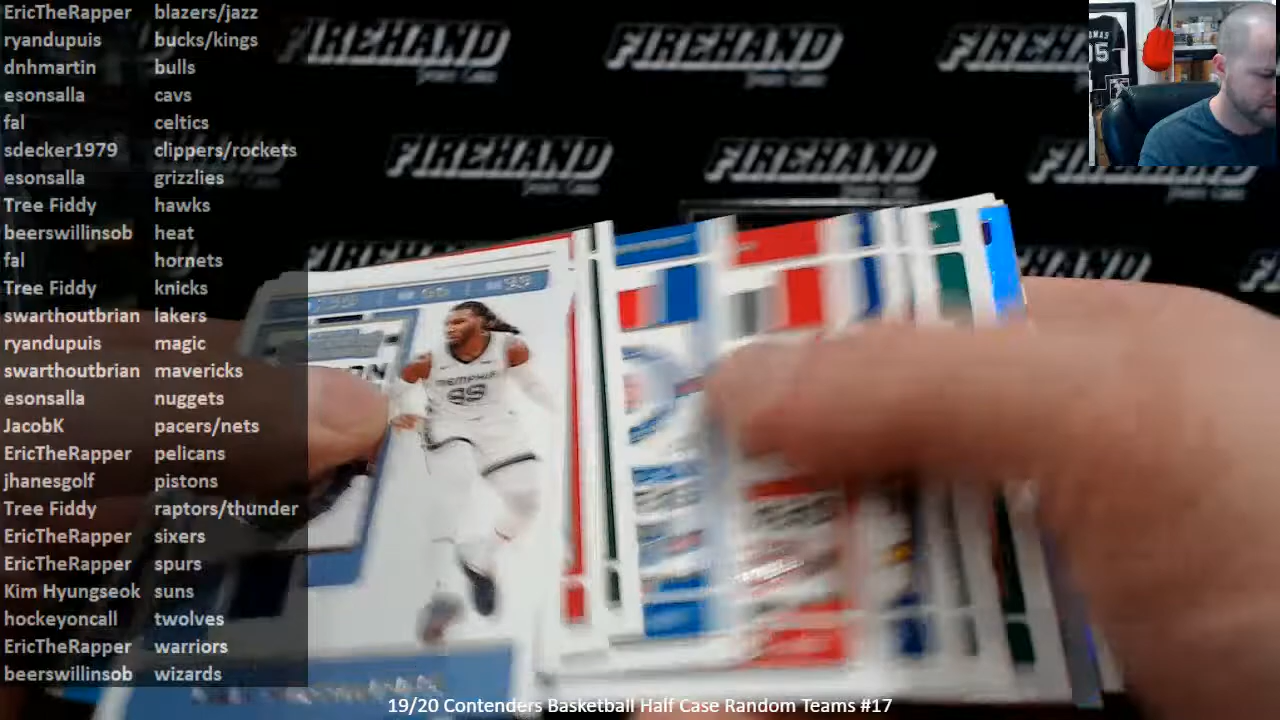 EricTheRapper blazers/jazz
ryandupuis bucks/kings
dnhmartin bulls
esonsalla cavs
fal celtics
sdecker1979 clippers/rockets
esonsalla grizzlies
Tree Fiddy hawks
beerswillinsob heat
fal hornets
Tree Fiddy knicks
swarthoutbrian lakers
ryandupuis magic
swarthoutbrian mavericks
esonsalla nuggets
JacobK pacers/nets
EricTheRapper pelicans
jhanesgolf pistons
Tree Fiddy raptors/thunder
EricTheRapper sixers
EricTheRapper spurs
Kim Hyungseok suns
hockeyoncall twolves
EricTheRapper warriors
beerswillinsob wizards
FIREHAND
FIREHAND
FIREHAND
FIREHAND
FIREHAND
MEMPHIS
99
19/20 Contenders Basketball Half Case Random Teams #17